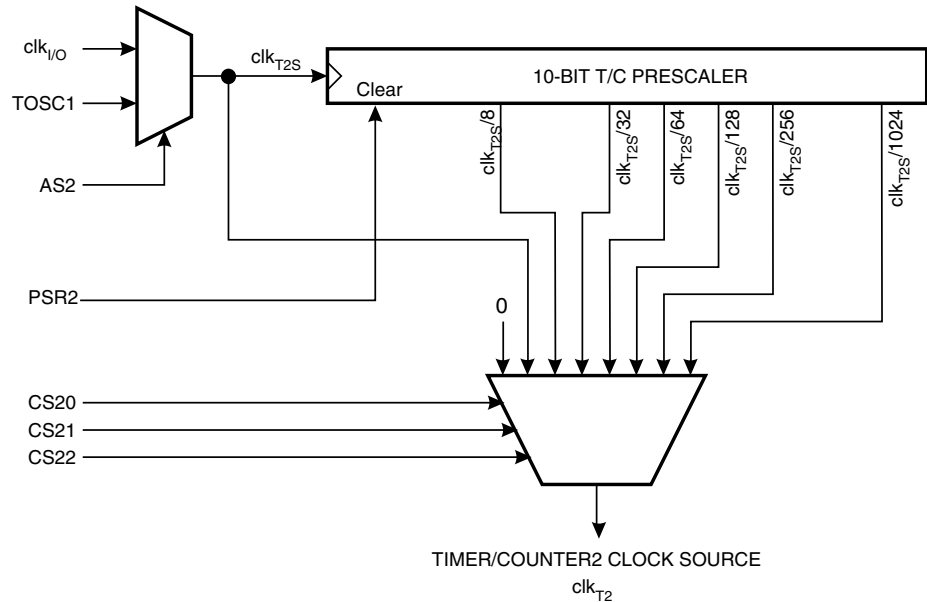 clkI/O
clkT2S
10-BIT T/C PRESCALER
TOSC1
Clear
clkT2S/8
clkT2S/32
clkT2S/64
clkT2S/128
clkT2S/256
clkT2S/1024
AS2
PSR2
0
CS20
CS21
CS22
TIMER/COUNTER2 CLOCK SOURCE
clkT2